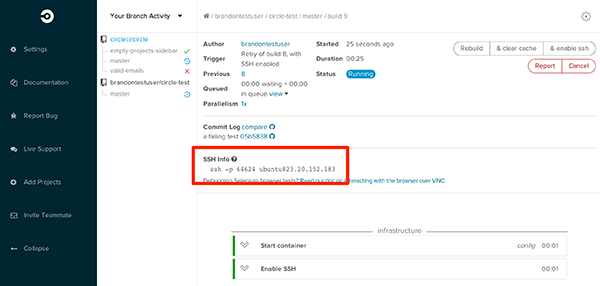 Settings
Documentation
Report Bug
Live Support
Add Projects
Invite Teammate
Collapse
Your Branch Activity
circleci/circle
empty-projects-sidebar
master
valid-emails
brandontestuser/circle-test
master
/ brandontestuser / circle-test / master / build 9
Author brandontestuser
Trigger Retry of build 8, with SSH enabled
Previous 8
Queued 00:00 waiting + 00:00 in queue view
Parallelism 1x
Started 25 seconds ago
Duration 00:25
Status Running
Rebuild & clear cache & enable ssh
Report Cancel
Commit Log compare
a failing test 05b5838
SSH Info
ssh -p 64624 ubuntu@23.20.152.183
Debugging Selenium browser tests? Read our doc on interacting with the browser over VNC.
infrastructure
Start container config 00:01
Enable SSH 00:01